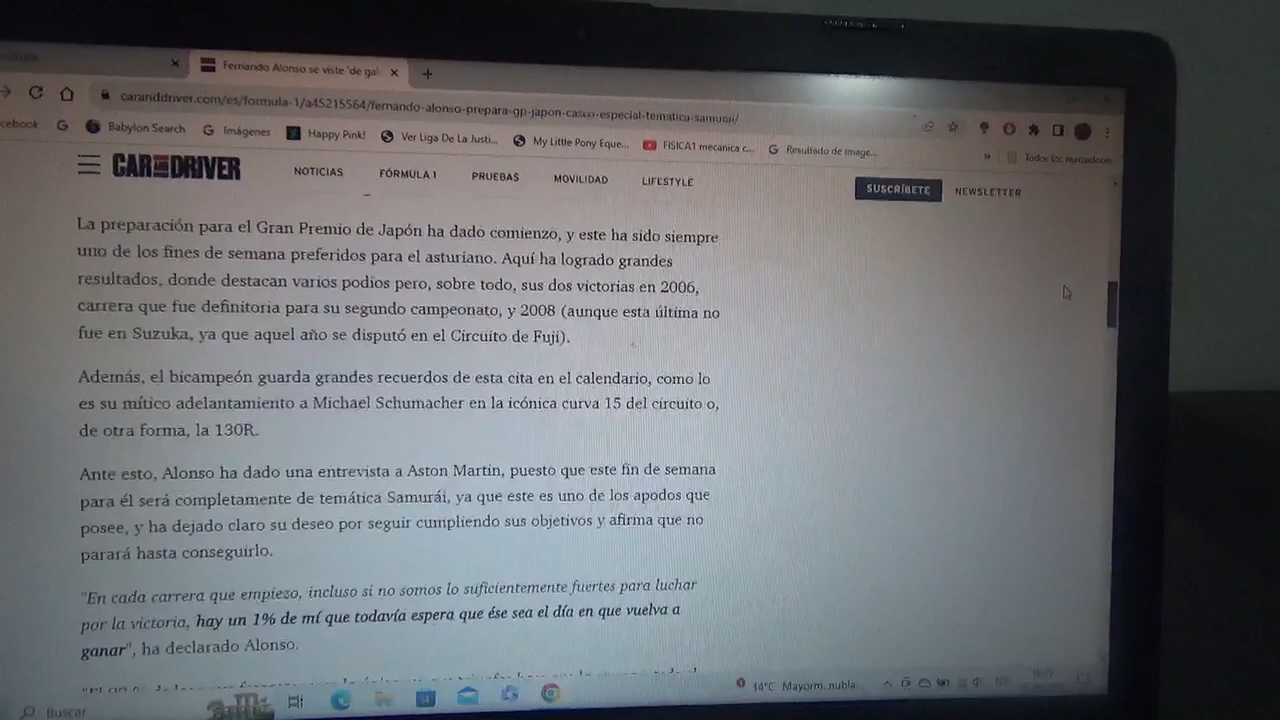 Fernando Alonso se viste 'de gal
caranddriver.com/es/formula-1/a45215564/fernando-alonso-prepara-gp-japon-casco-especial-tematica-samurai/
cebook
Babylon Search
Imágenes
Happy Pink!
Ver Liga De La Justi...
My Little Pony Eque...
FISICA1 mecanica c...
Resultado de image...
»
Todos los marcadores
CAR AND DRIVER
NOTICIAS
FÓRMULA 1
PRUEBAS
MOVILIDAD
LIFESTYLE
SUSCRÍBETE
NEWSLETTER
La preparación para el Gran Premio de Japón ha dado comienzo, y este ha sido siempre
uno de los fines de semana preferidos para el asturiano. Aquí ha logrado grandes
resultados, donde destacan varios podios pero, sobre todo, sus dos victorias en 2006,
carrera que fue definitoria para su segundo campeonato, y 2008 (aunque esta última no
fue en Suzuka, ya que aquel año se disputó en el Circuito de Fuji).
Además, el bicampeón guarda grandes recuerdos de esta cita en el calendario, como lo
es su mítico adelantamiento a Michael Schumacher en la icónica curva 15 del circuito o,
de otra forma, la 130R.
Ante esto, Alonso ha dado una entrevista a Aston Martin, puesto que este fin de semana
para él será completamente de temática Samurái, ya que este es uno de los apodos que
posee, y ha dejado claro su deseo por seguir cumpliendo sus objetivos y afirma que no
parará hasta conseguirlo.
"En cada carrera que empiezo, incluso si no somos lo suficientemente fuertes para luchar
por la victoria, hay un 1% de mí que todavía espera que ése sea el día en que vuelva a
ganar", ha declarado Alonso.
Buscar
14°C Mayorm. nubla...